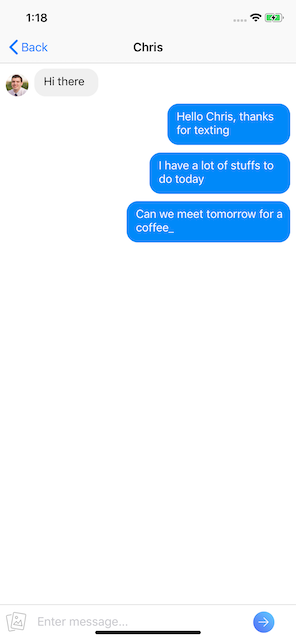 1:18
Back
Chris
Hi there
Hello Chris, thanks
for texting
I have a lot of stuffs to
do today
Can we meet tomorrow for a
coffee_
Enter message...